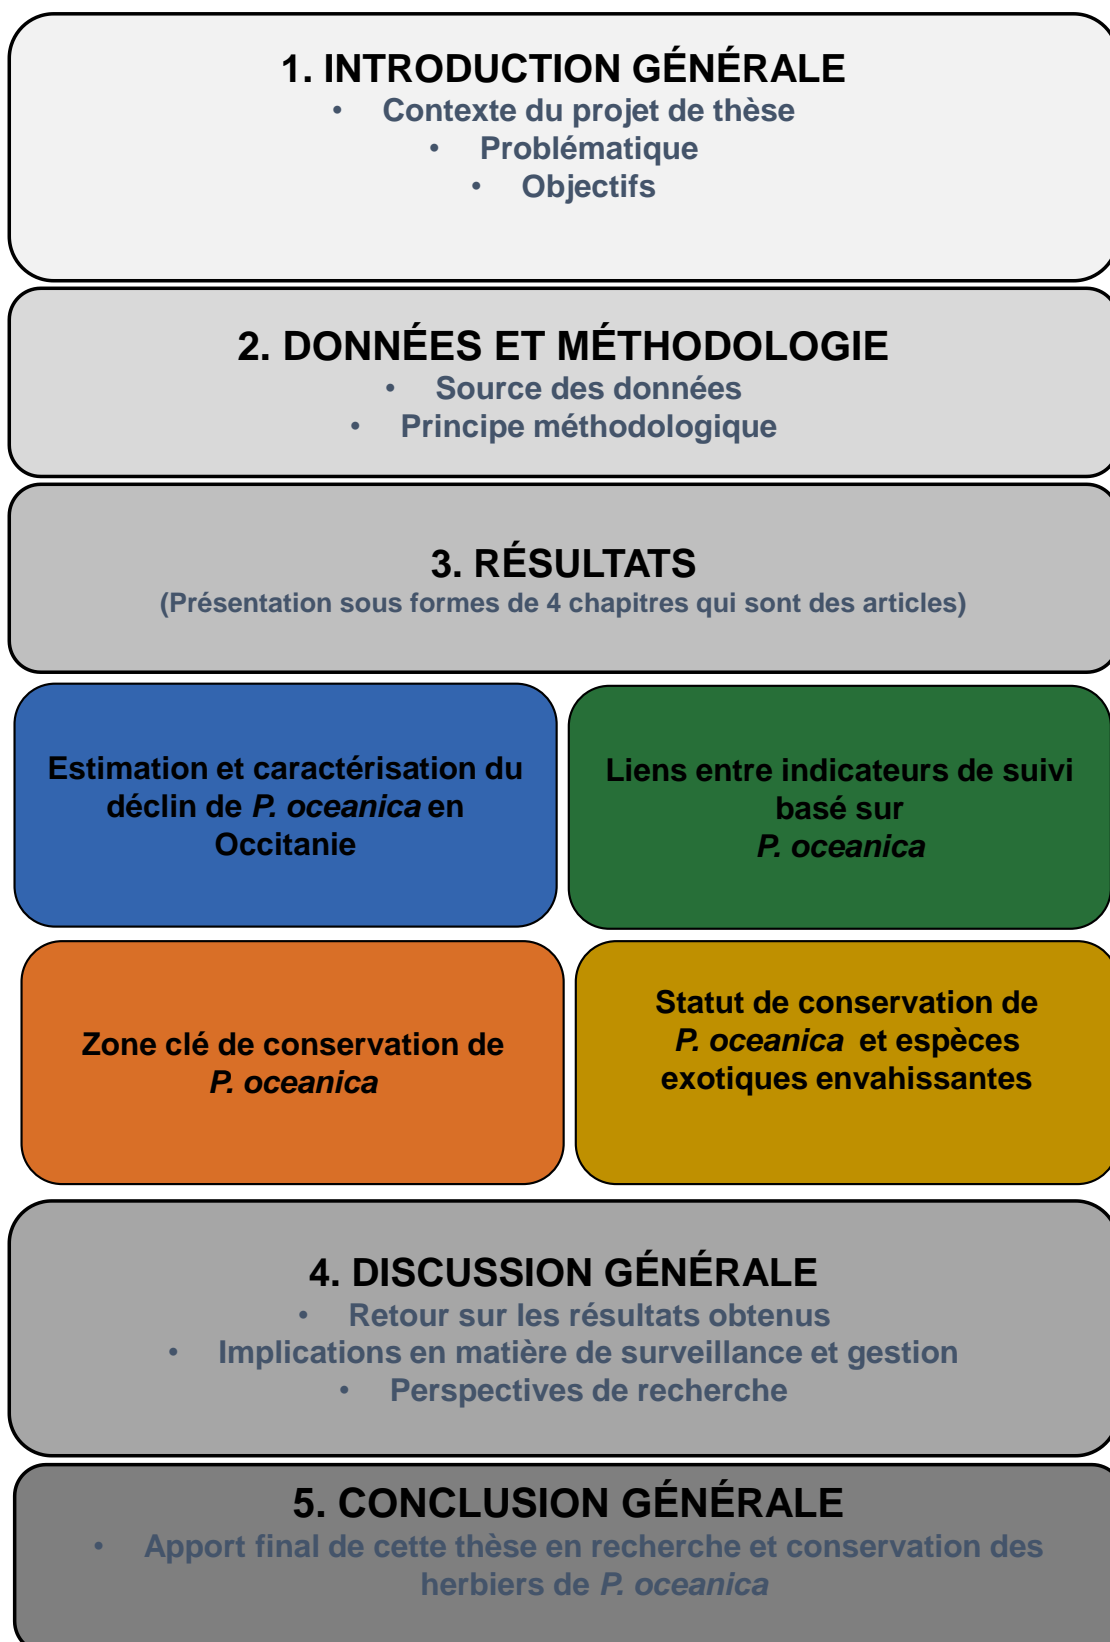 1. INTRODUCTION GÉNÉRALE
• Contexte du projet de thèse
• Problématique
• Objectifs
2. DONNÉES ET MÉTHODOLOGIE
• Source des données
• Principe méthodologique
3. RÉSULTATS
(Présentation sous formes de 4 chapitres qui sont des articles)
Estimation et caractérisation du
déclin de P. oceanica en
Occitanie
Liens entre indicateurs de suivi
basé sur
P. oceanica
Zone clé de conservation de
P. oceanica
Statut de conservation de
P. oceanica et espèces
exotiques envahissantes
4. DISCUSSION GÉNÉRALE
• Retour sur les résultats obtenus
• Implications en matière de surveillance et gestion
• Perspectives de recherche
5. CONCLUSION GÉNÉRALE
• Apport final de cette thèse en recherche et conservation des
herbiers de P. oceanica